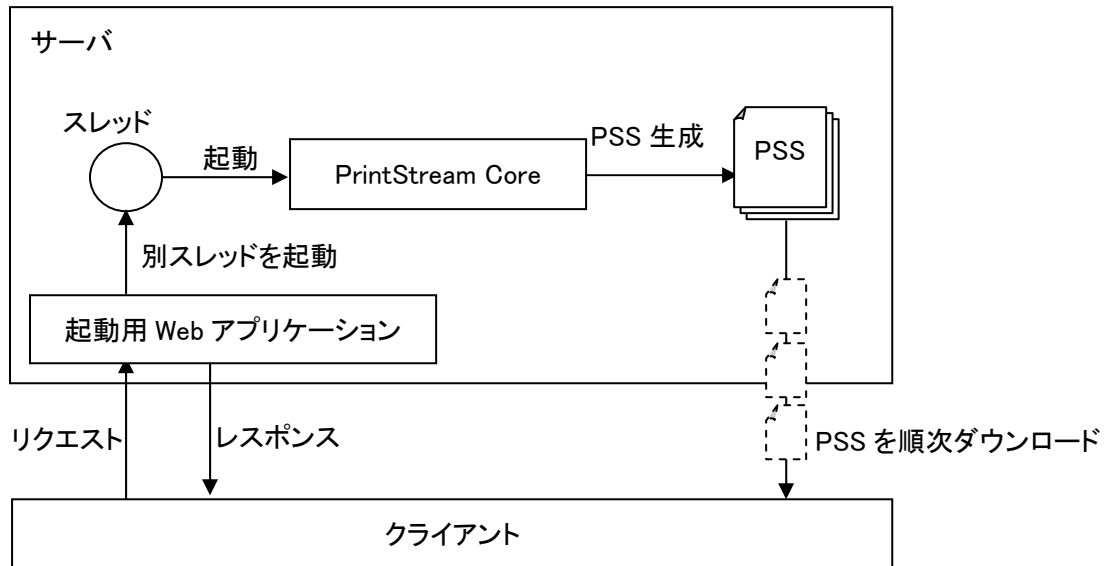 サーバ
スレッド
起動
PrintStream Core
PSS 生成
PSS
別スレッドを起動
起動用 Web アプリケーション
リクエスト
レスポンス
PSS を順次ダウンロード
クライアント